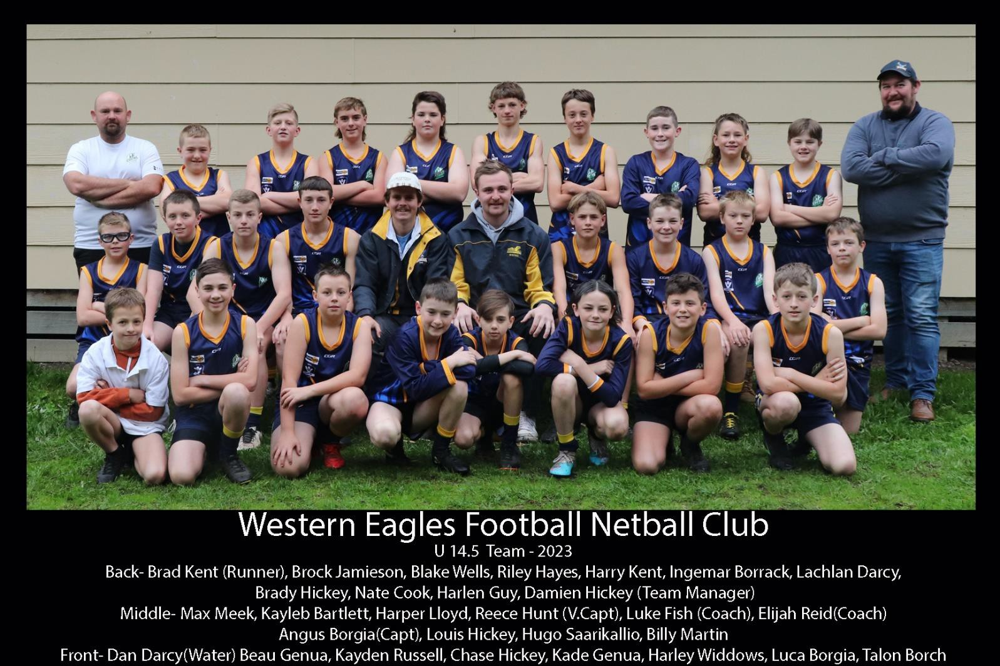 Western Eagles Football Netball Club
U 14.5 Team - 2023
Back- Brad Kent (Runner), Brock Jamieson, Blake Wells, Riley Hayes, Harry Kent, Ingemar Borrack, Lachlan Darcy,
Brady Hickey, Nate Cook, Harlen Guy, Damien Hickey (Team Manager)
Middle- Max Meek, Kayleb Bartlett, Harper Lloyd, Reece Hunt (V.Capt), Luke Fish (Coach), Elijah Reid(Coach)
Angus Borgia(Capt), Louis Hickey, Hugo Saarikallio, Billy Martin
Front- Dan Darcy(Water) Beau Genua, Kayden Russell, Chase Hickey, Kade Genua, Harley Widdows, Luca Borgia, Talon Borch